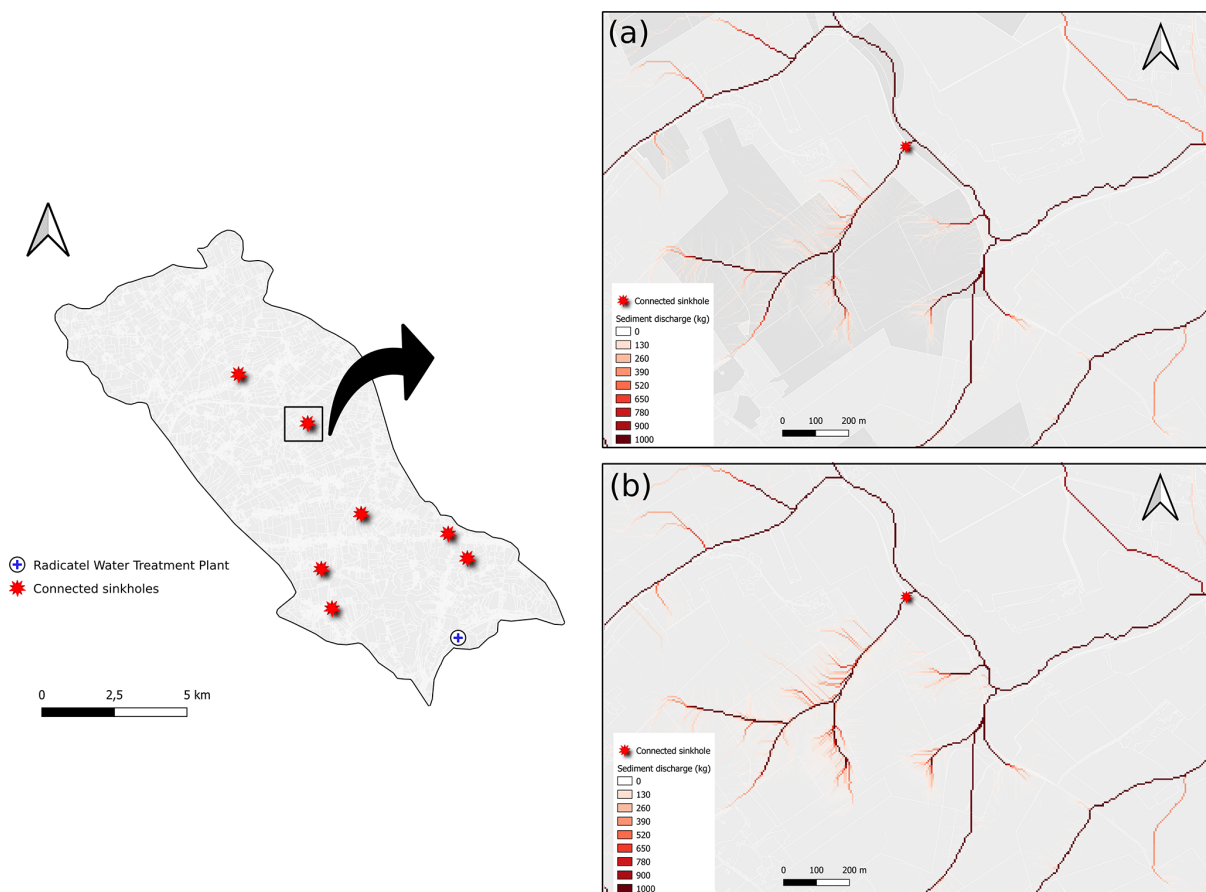 Radicatel Water Treatment Plant
Connected sinkholes
0 2,5 5 km
(a)
Connected sinkhole
Sediment discharge (kg)
0
130
260
390
520
650
780
900
1000
0 100 200 m
(b)
Connected sinkhole
Sediment discharge (kg)
0
130
260
390
520
650
780
900
1000
0 100 200 m